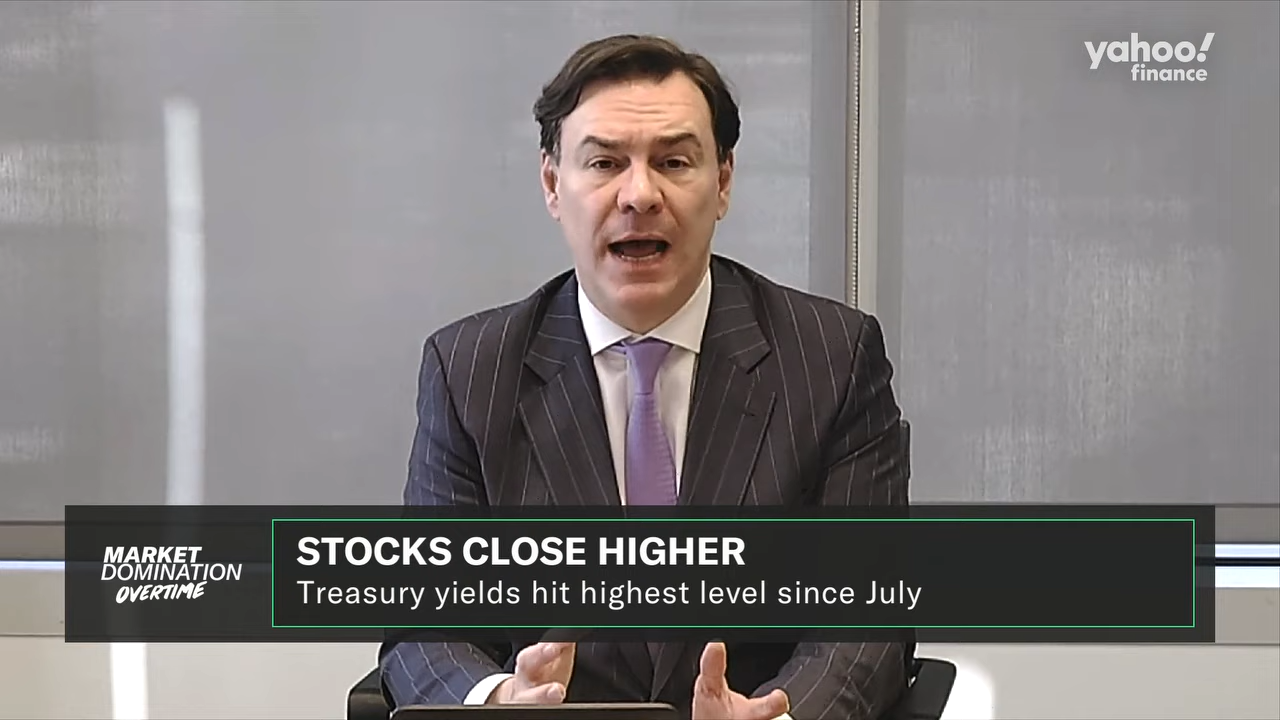 yahoo!
finance
STOCKS CLOSE HIGHER
Treasury yields hit highest level since July
MARKET
DOMINATION
OVERTIME